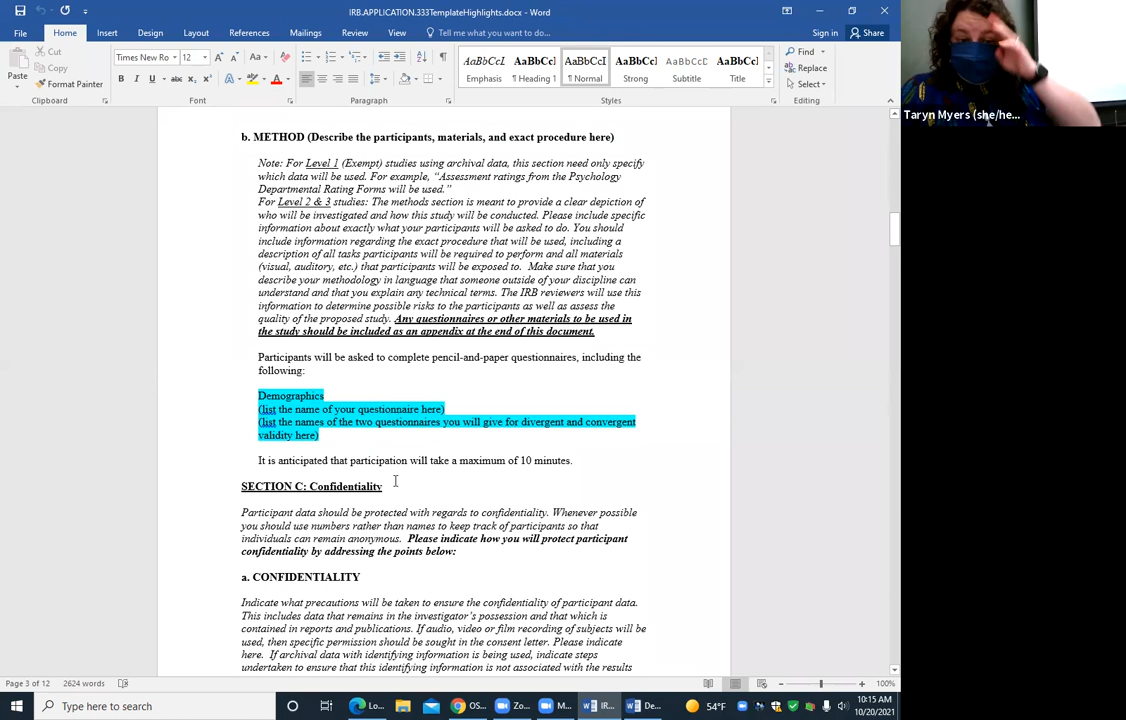 IRB.APPLICATION.333TemplateHighlights.docx - Word
Sign in
Share
File
Home
Insert
Design
Layout
References
Mailings
Review
View
Tell me what you want to do...
Paste
Cut
Copy
Format Painter
Clipboard
Times New Ro
12
Font
Paragraph
AaBbCcL
Emphasis
AaBbCcl
¶ Heading 1
AaBbCcI
¶ Normal
AaBbCcl
Strong
AaBbCcL
Subtitle
AaBbCcl
Title
Styles
Find
Replace
Select
Editing
Taryn Myers (she/he...
b. METHOD (Describe the participants, materials, and exact procedure here)
Note: For Level 1 (Exempt) studies using archival data, this section need only specify
which data will be used. For example, “Assessment ratings from the Psychology
Departmental Rating Forms will be used.”
For Level 2 & 3 studies: The methods section is meant to provide a clear depiction of
who will be investigated and how this study will be conducted. Please include specific
information about exactly what your participants will be asked to do. You should
include information regarding the exact procedure that will be used, including a
description of all tasks participants will be required to perform and all materials
(visual, auditory, etc.) that participants will be exposed to.  Make sure that you
describe your methodology in language that someone outside of your discipline can
understand and that you explain any technical terms. The IRB reviewers will use this
information to determine possible risks to the participants as well as assess the
quality of the proposed study. Any questionnaires or other materials to be used in
the study should be included as an appendix at the end of this document.
Participants will be asked to complete pencil-and-paper questionnaires, including the
following:
Demographics
(list the name of your questionnaire here)
(list the names of the two questionnaires you will give for divergent and convergent
validity here)
It is anticipated that participation will take a maximum of 10 minutes.
SECTION C: Confidentiality
Participant data should be protected with regards to confidentiality. Whenever possible
you should use numbers rather than names to keep track of participants so that
individuals can remain anonymous.  Please indicate how you will protect participant
confidentiality by addressing the points below:
a. CONFIDENTIALITY
Indicate what precautions will be taken to ensure the confidentiality of participant data.
This includes data that remains in the investigator’s possession and that which is
contained in reports and publications. If audio, video or film recording of subjects will be
used, then specific permission should be sought in the consent letter. Please indicate
here.  If archival data with identifying information is being used, indicate steps
undertaken to ensure that this identifying information is not associated with the results
Page 3 of 12
2624 words
100%
Type here to search
Lo...
OS...
Zo...
M...
IR...
De...
54°F
10:15 AM
10/20/2021